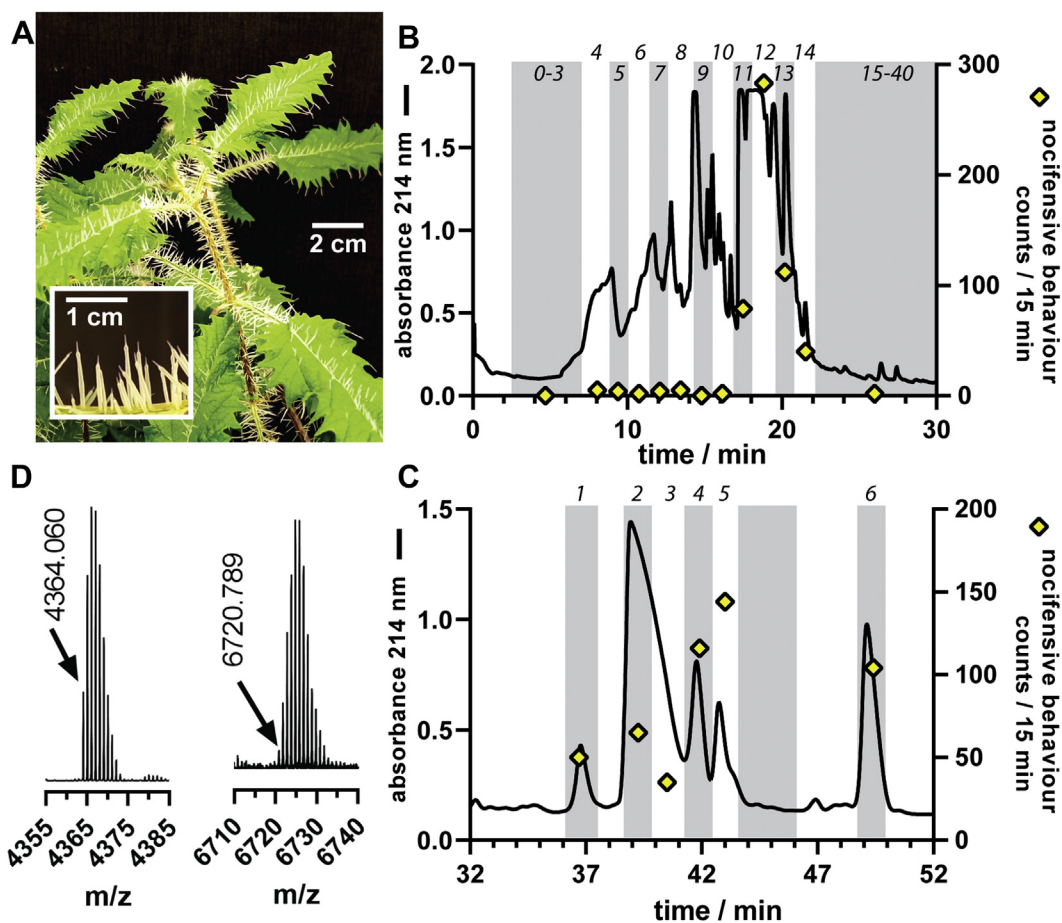 A
2 cm
1 cm
B
4 6 8 10 12 14
0-3 5 7 9 11 13 15-40
absorbance 214 nm
2.0
1.5
1.0
0.5
0.0
0 10 20 30
time / min
300
200
100
0
nocifensive behaviour
counts / 15 min
D
4364.060
4355 4365 4375 4385
m/z
6720.789
6710 6720 6730 6740
m/z
C
1 2 3 4 5 6
absorbance 214 nm
1.5
1.0
0.5
0.0
32 37 42 47 52
time / min
200
150
100
50
0
nocifensive behaviour
counts / 15 min